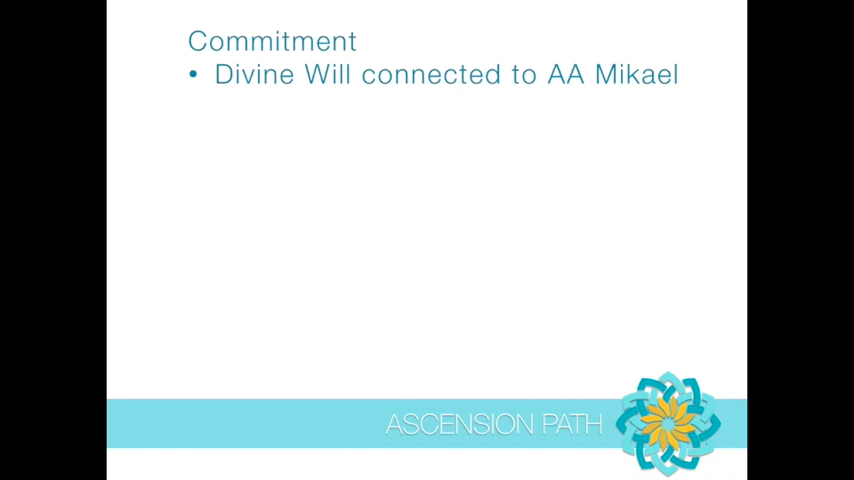 Commitment
• Divine Will connected to AA Mikael
ASCENSION PATH